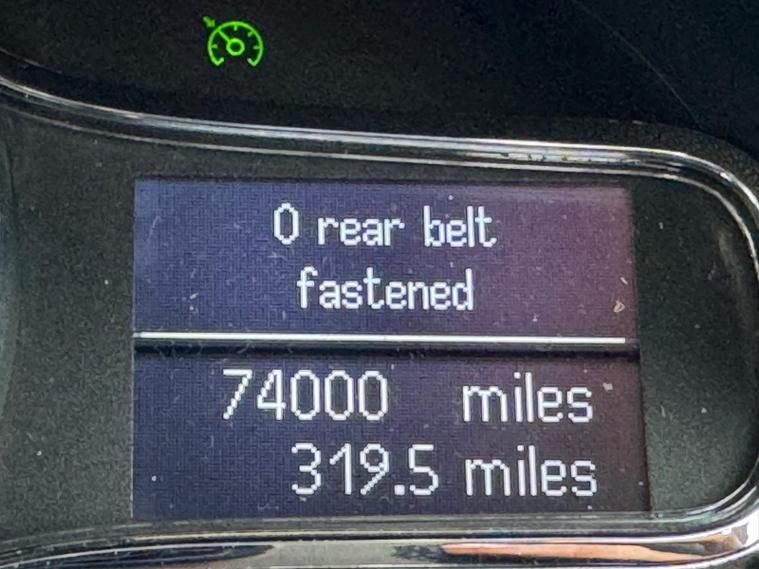 0 rear belt
fastened
74000 miles
319.5 miles